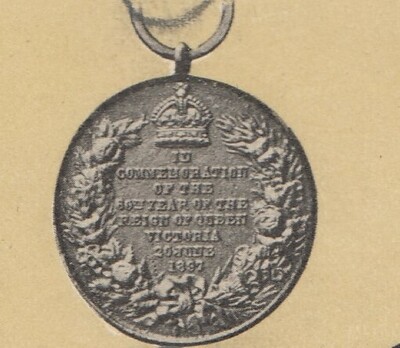 IN
COMMEMORATION
OF THE
60TH YEAR OF THE
REIGN OF QUEEN
VICTORIA
20 JUNE
1897